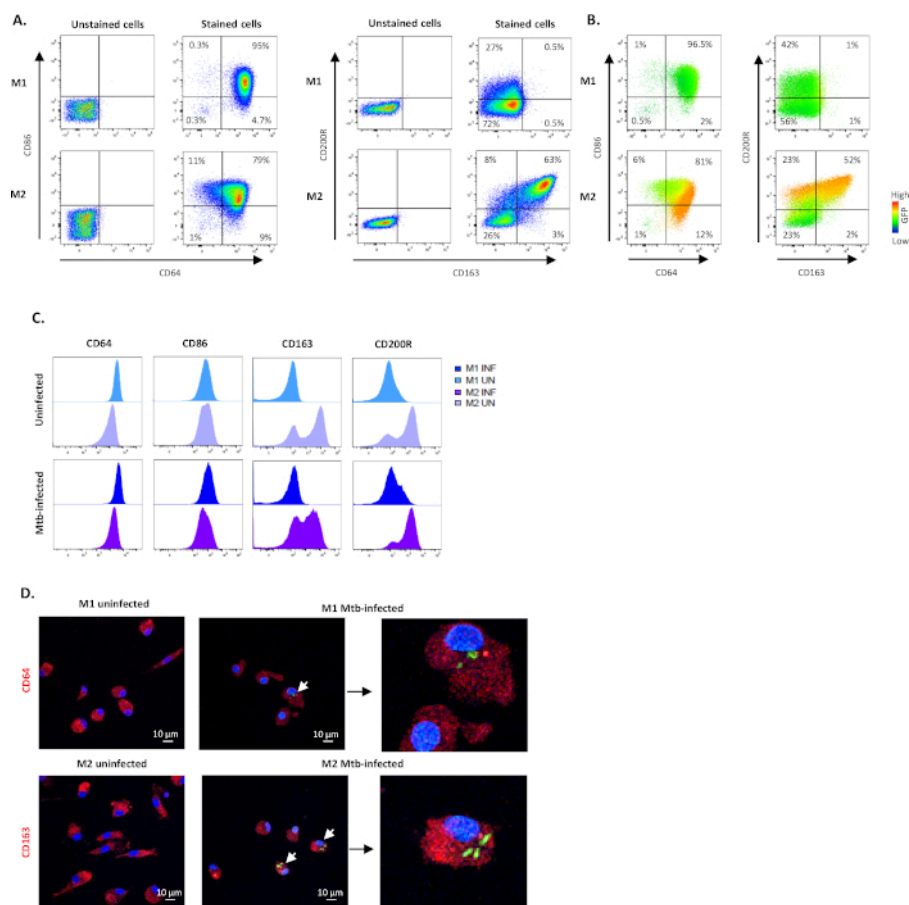 A.
B.
Unstained cells
Stained cells
Unstained cells
Stained cells
CD86
M1
0.3%
95%
0.3%
4.7%
M2
11%
79%
1%
9%
CD64
CD200R
M1
27%
0.5%
72%
0.5%
M2
8%
63%
26%
3%
CD163
CD86
M1
1%
96.5%
0.5%
2%
M2
6%
81%
1%
12%
CD64
CD200R
42%
1%
56%
1%
23%
52%
23%
2%
CD163
High
GFP
Low
C.
CD64
CD86
CD163
CD200R
Uninfected
Mtb-infected
M1 INF
M1 UN
M2 INF
M2 UN
D.
M1 uninfected
M1 Mtb-infected
CD64
10 µm
10 µm
M2 uninfected
M2 Mtb-infected
CD163
10 µm
10 µm